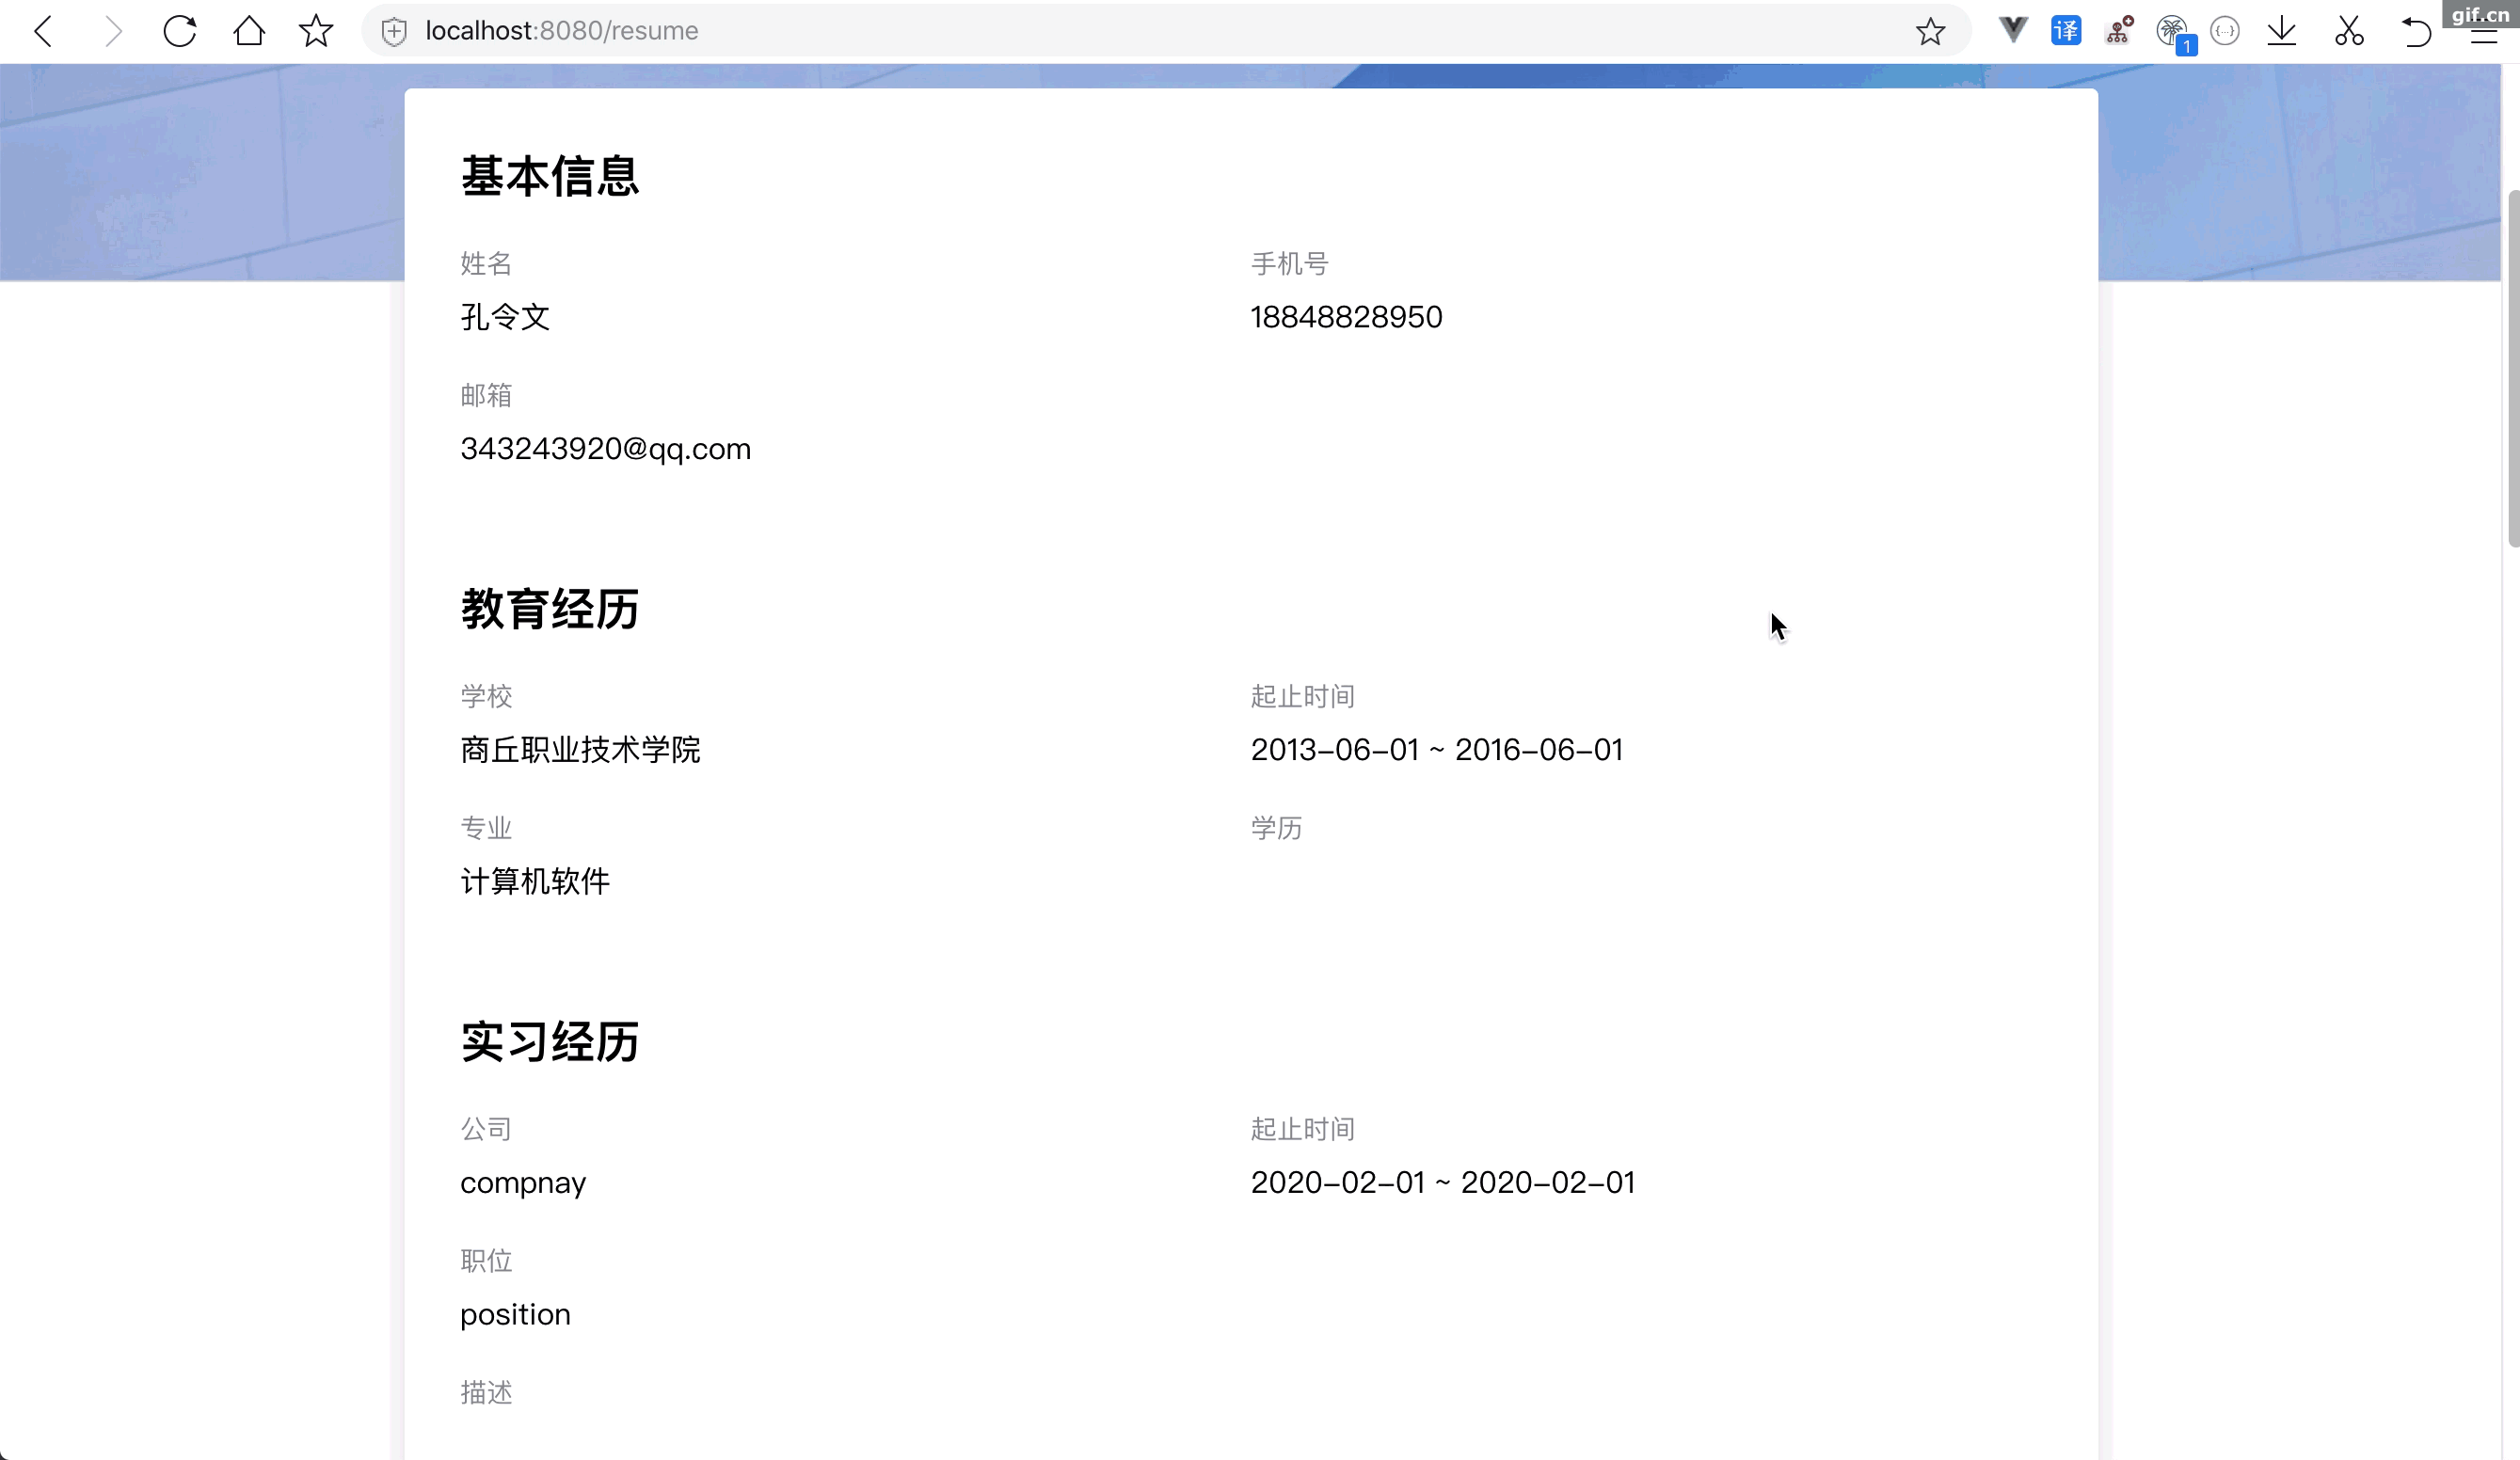 localhost:8080/resume
译
1
{...}
gif.cn
基本信息
姓名
手机号
孔令文
18848828950
邮箱
343243920@qq.com
教育经历
学校
起止时间
商丘职业技术学院
2013-06-01 ~ 2016-06-01
专业
学历
计算机软件
实习经历
公司
起止时间
compnay
2020-02-01 ~ 2020-02-01
职位
position
描述